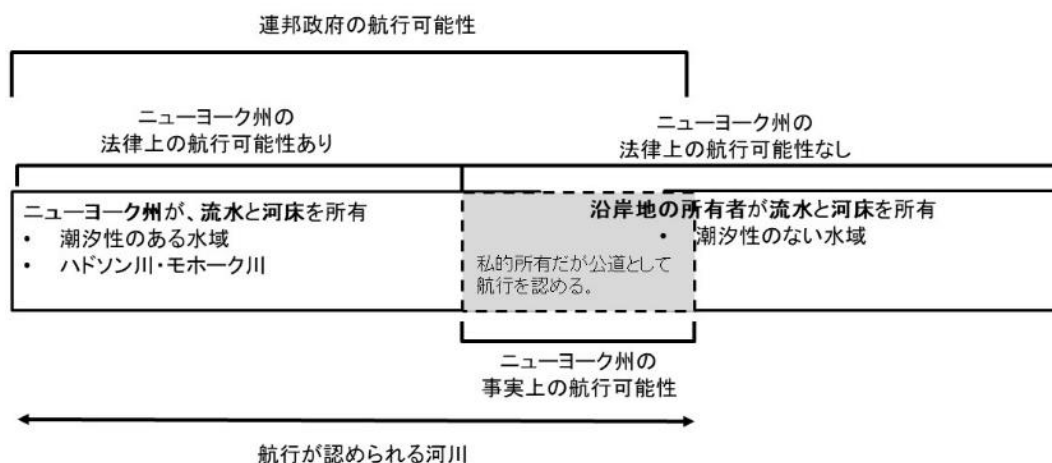 連邦政府の航行可能性
ニューヨーク州の
法律上の航行可能性あり
ニューヨーク州の
法律上の航行可能性なし
ニューヨーク州が、流水と河床を所有
• 潮汐性のある水域
• ハドソン川・モホーク川
沿岸地の所有者が流水と河床を所有
• 潮汐性のない水域
私的所有だが公道として
航行を認める。
ニューヨーク州の
事実上の航行可能性
航行が認められる河川